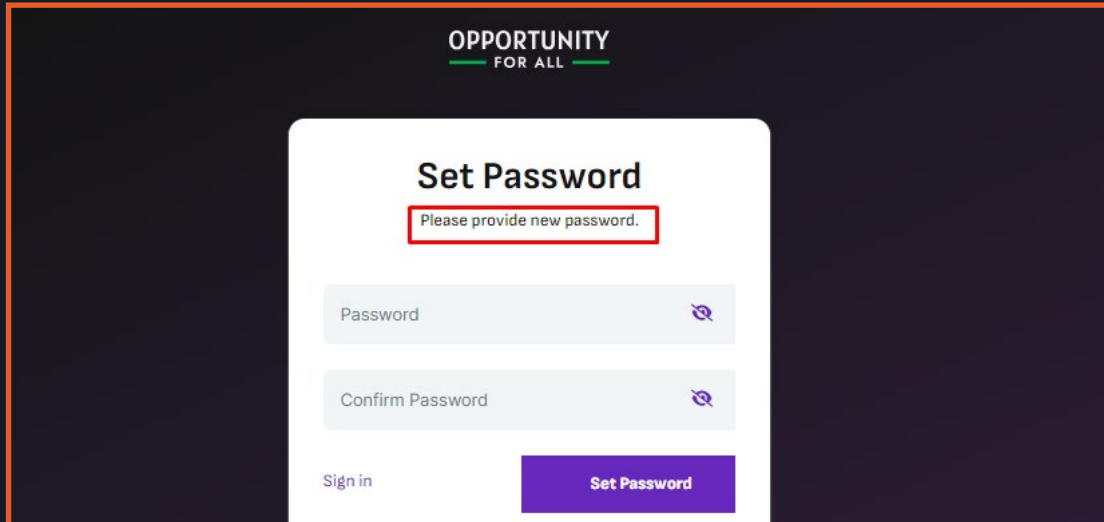 OPPORTUNITY
FOR ALL
Set Password
Please provide new password.
Password
Confirm Password
Sign in
Set Password